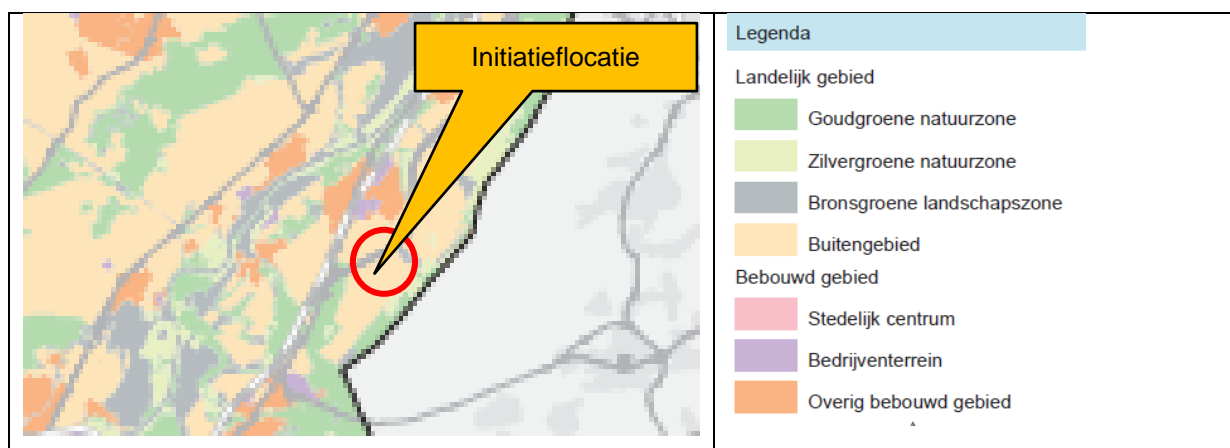 Initiatieflocatie
Legenda
Landelijk gebied
Goudgroene natuurzone
Zilvergroene natuurzone
Bronsgroene landschapszone
Buitengebied
Bebouwd gebied
Stedelijk centrum
Bedrijventerrein
Overig bebouwd gebied